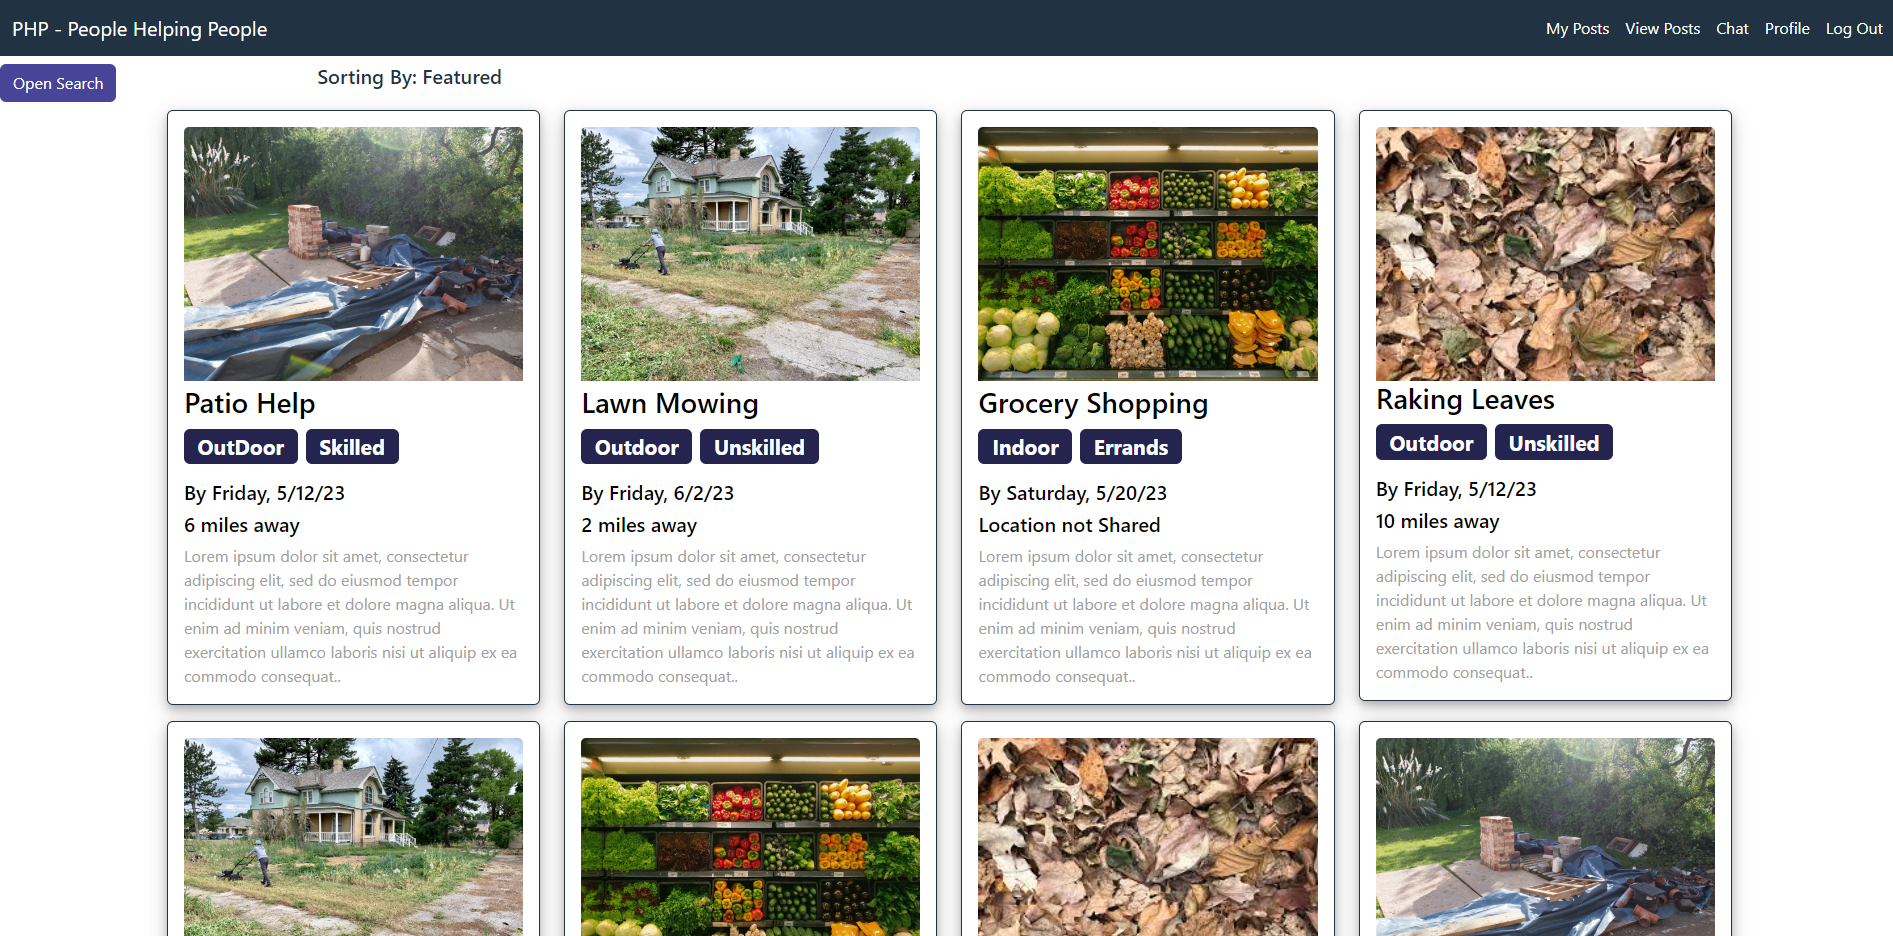 PHP - People Helping People
My Posts View Posts Chat Profile Log Out
Open Search
Sorting By: Featured
Patio Help
OutDoor Skilled
By Friday, 5/12/23
6 miles away
Lorem ipsum dolor sit amet, consectetur
adipiscing elit, sed do eiusmod tempor
incididunt ut labore et dolore magna aliqua. Ut
enim ad minim veniam, quis nostrud
exercitation ullamco laboris nisi ut aliquip ex ea
commodo consequat..
Lawn Mowing
Outdoor Unskilled
By Friday, 6/2/23
2 miles away
Lorem ipsum dolor sit amet, consectetur
adipiscing elit, sed do eiusmod tempor
incididunt ut labore et dolore magna aliqua. Ut
enim ad minim veniam, quis nostrud
exercitation ullamco laboris nisi ut aliquip ex ea
commodo consequat..
Grocery Shopping
Indoor Errands
By Saturday, 5/20/23
Location not Shared
Lorem ipsum dolor sit amet, consectetur
adipiscing elit, sed do eiusmod tempor
incididunt ut labore et dolore magna aliqua. Ut
enim ad minim veniam, quis nostrud
exercitation ullamco laboris nisi ut aliquip ex ea
commodo consequat..
Raking Leaves
Outdoor Unskilled
By Friday, 5/12/23
10 miles away
Lorem ipsum dolor sit amet, consectetur
adipiscing elit, sed do eiusmod tempor
incididunt ut labore et dolore magna aliqua. Ut
enim ad minim veniam, quis nostrud
exercitation ullamco laboris nisi ut aliquip ex ea
commodo consequat..